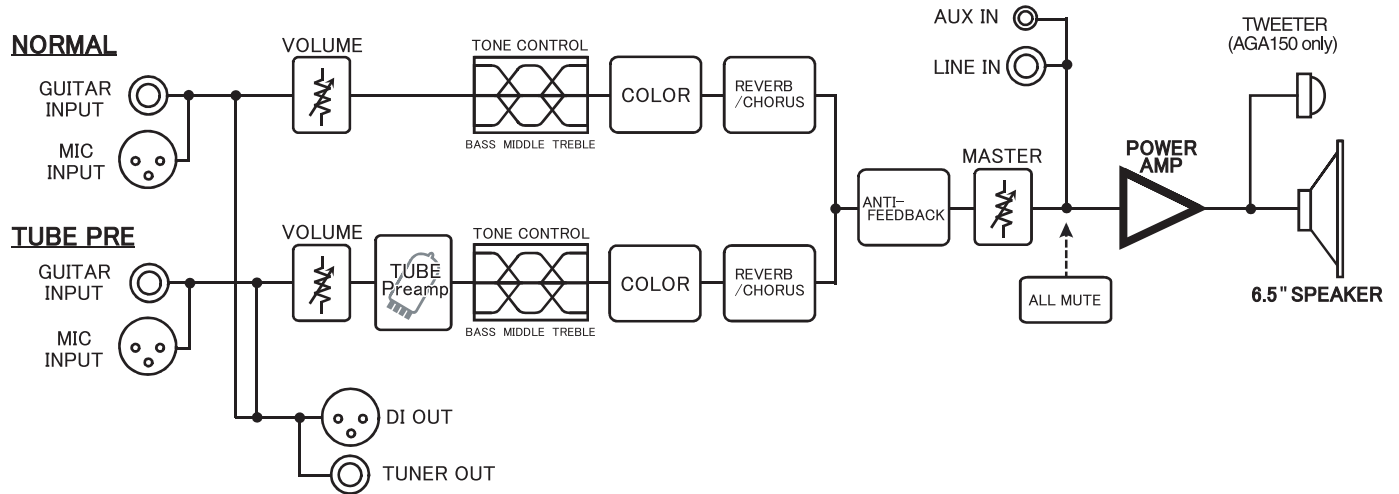 NORMAL
GUITAR
INPUT
MIC
INPUT
VOLUME
TONE CONTROL
BASS MIDDLE TREBLE
COLOR
REVERB
/CHORUS
TUBE PRE
GUITAR
INPUT
MIC
INPUT
VOLUME
TUBE
Preamp
TONE CONTROL
BASS MIDDLE TREBLE
COLOR
REVERB
/CHORUS
DI OUT
TUNER OUT
ANTI-
FEEDBACK
MASTER
AUX IN
LINE IN
ALL MUTE
POWER
AMP
TWEETER
(AGA150 only)
6.5" SPEAKER